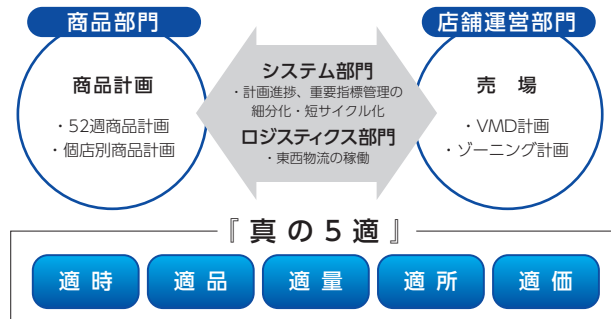 商品部門
商品計画
・52週商品計画
・個店別商品計画
システム部門
・計画進捗、重要指標管理の
細分化・短サイクル化
ロジスティクス部門
・東西物流の稼働
店舗運営部門
売 場
・VMD計画
・ゾーニング計画
『真の5適』
適時
適品
適量
適所
適価